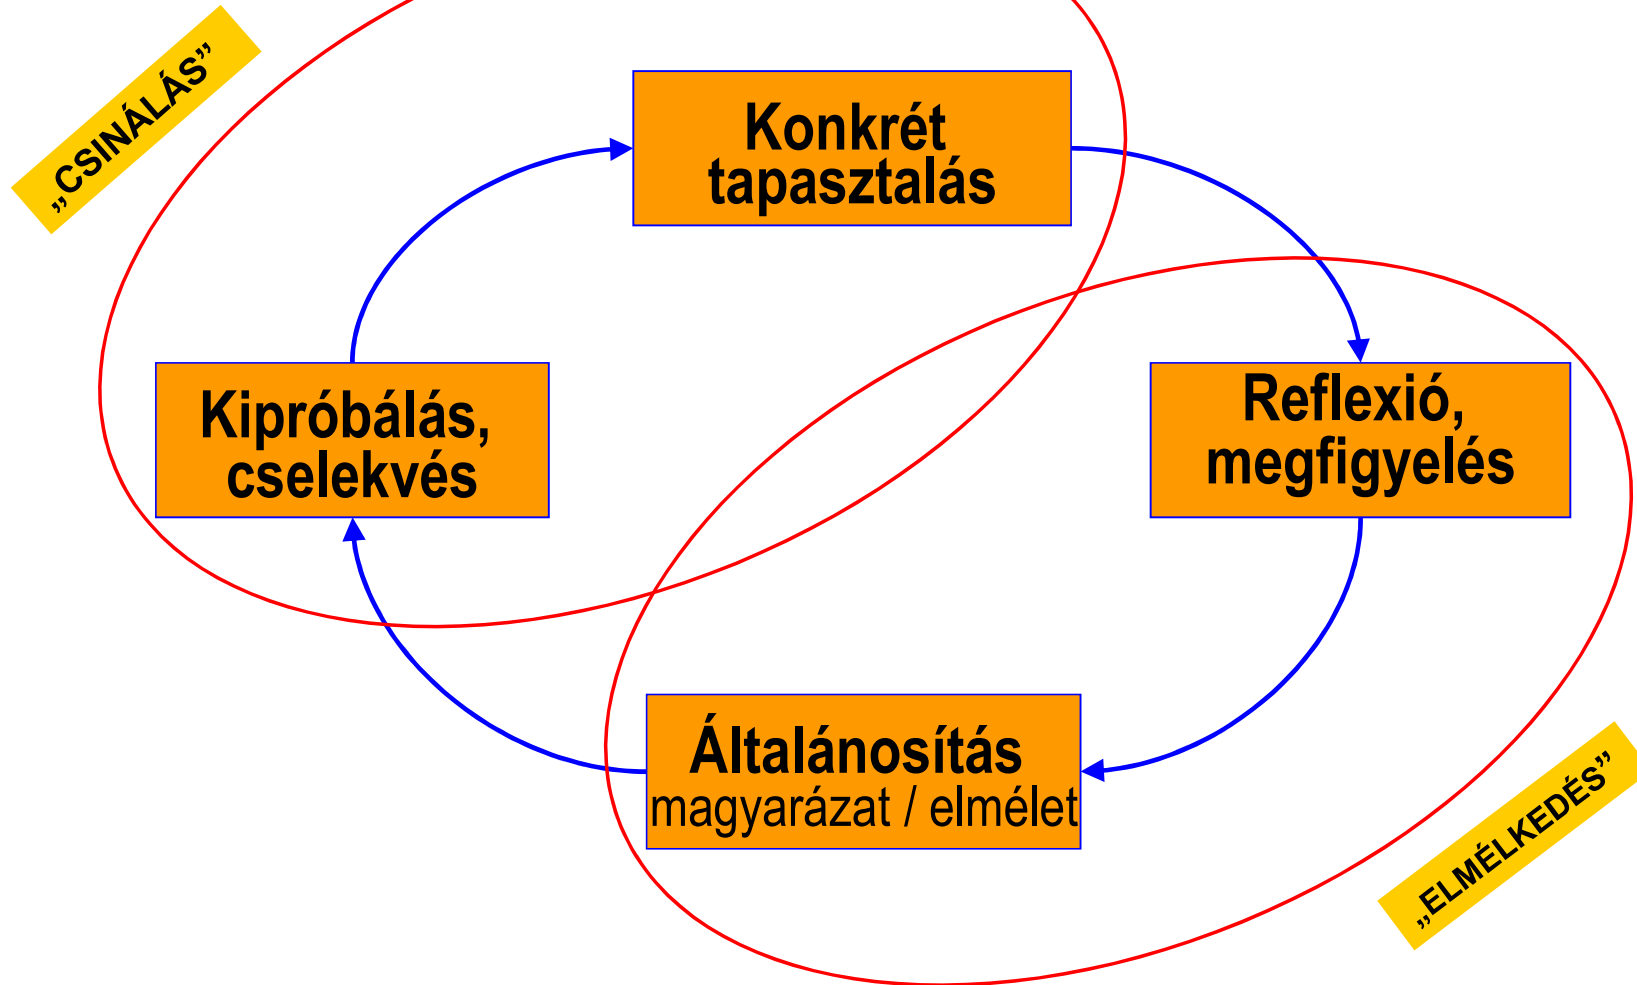 „CSINÁLÁS”
Konkrét
tapasztalás
Kipróbálás,
cselekvés
Reflexió,
megfigyelés
Általánosítás
magyarázat / elmélet
„ELMÉLKEDÉS”